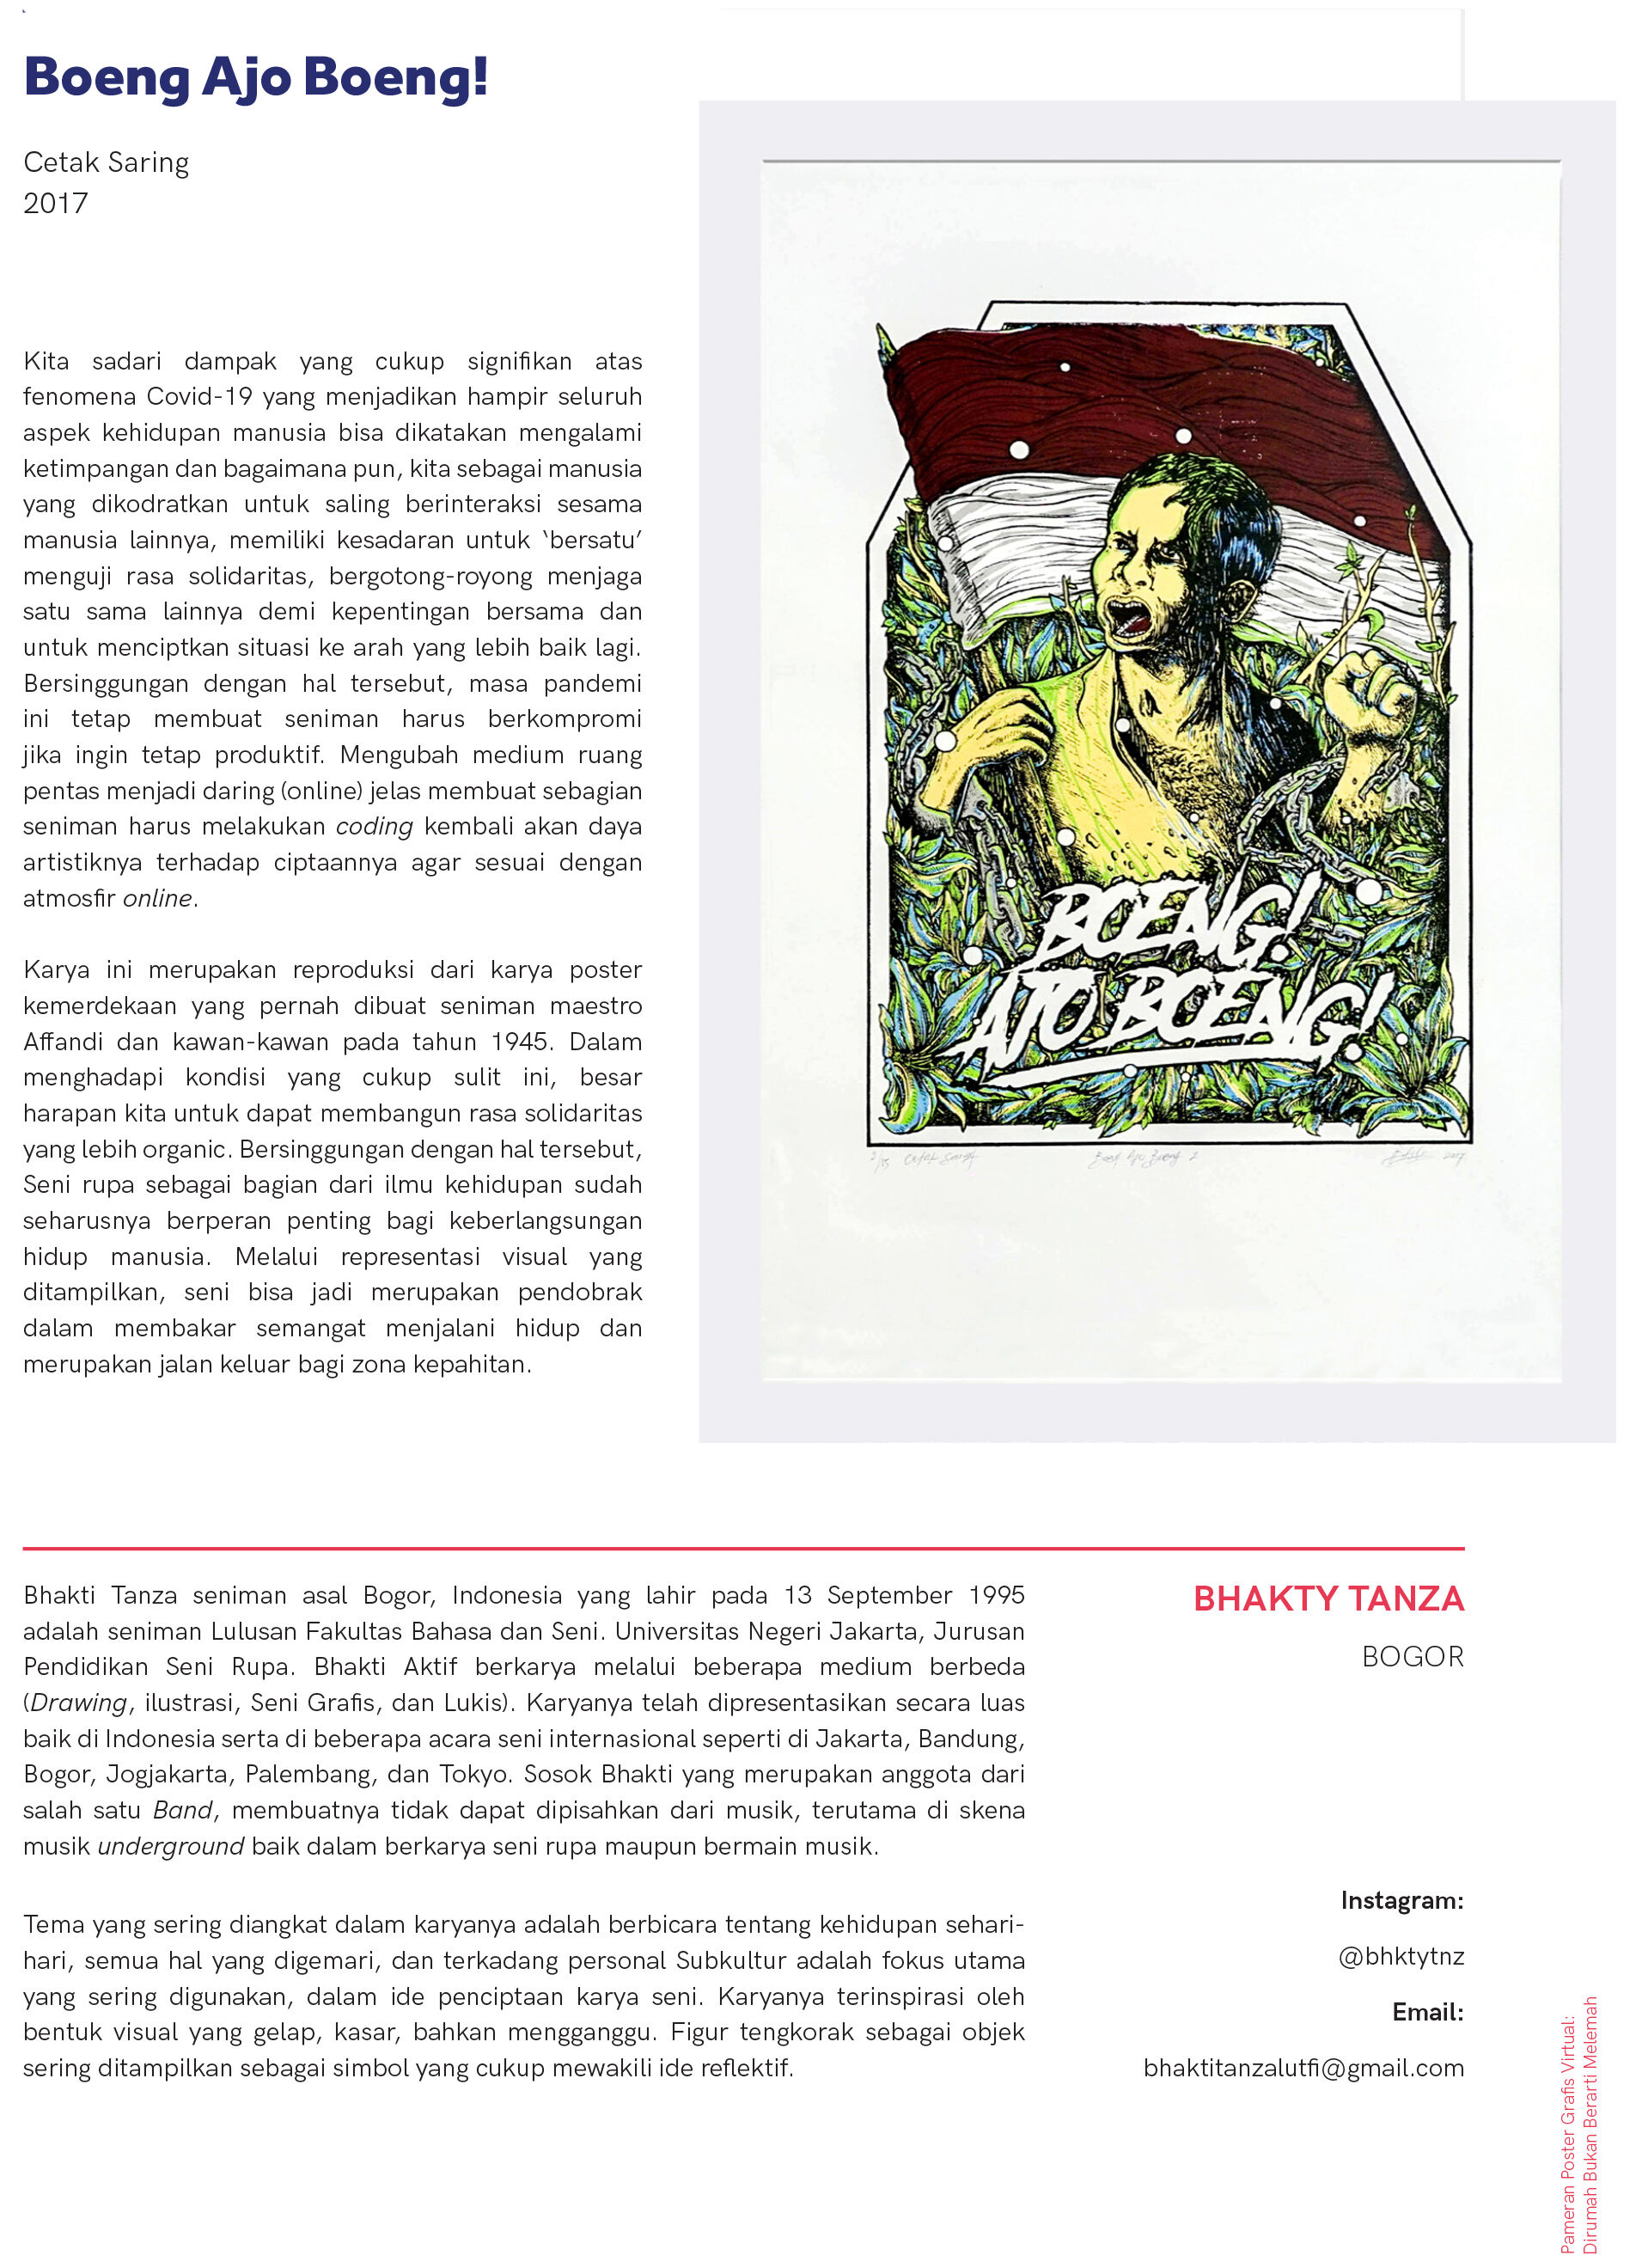 Boeng Ajo Boeng!
Cetak Saring
2017
Kita sadari dampak yang cukup signifikan atas
fenomena Covid-19 yang menjadikan hampir seluruh
aspek kehidupan manusia bisa dikatakan mengalami
ketimpangan dan bagaimana pun, kita sebagai manusia
yang dikodratkan untuk saling berinteraksi sesama
manusia lainnya, memiliki kesadaran untuk ‘bersatu’
menguji rasa solidaritas, bergotong-royong menjaga
satu sama lainnya demi kepentingan bersama dan
untuk menciptkan situasi ke arah yang lebih baik lagi.
Bersinggungan dengan hal tersebut, masa pandemi
ini tetap membuat seniman harus berkompromi
jika ingin tetap produktif. Mengubah medium ruang
pentas menjadi daring (online) jelas membuat sebagian
seniman harus melakukan coding kembali akan daya
artistiknya terhadap ciptaannya agar sesuai dengan
atmosfir online.
Karya ini merupakan reproduksi dari karya poster
kemerdekaan yang pernah dibuat seniman maestro
Affandi dan kawan-kawan pada tahun 1945. Dalam
menghadapi kondisi yang cukup sulit ini, besar
harapan kita untuk dapat membangun rasa solidaritas
yang lebih organic. Bersinggungan dengan hal tersebut,
Seni rupa sebagai bagian dari ilmu kehidupan sudah
seharusnya berperan penting bagi keberlangsungan
hidup manusia. Melalui representasi visual yang
ditampilkan, seni bisa jadi merupakan pendobrak
dalam membakar semangat menjalani hidup dan
merupakan jalan keluar bagi zona kepahitan.
BOENG!
AJO BOENG!
Cetak Saring Boeng Ajo Boeng 2 2017
Bhakti Tanza seniman asal Bogor, Indonesia yang lahir pada 13 September 1995
adalah seniman Lulusan Fakultas Bahasa dan Seni. Universitas Negeri Jakarta, Jurusan
Pendidikan Seni Rupa. Bhakti Aktif berkarya melalui beberapa medium berbeda
(Drawing, ilustrasi, Seni Grafis, dan Lukis). Karyanya telah dipresentasikan secara luas
baik di Indonesia serta di beberapa acara seni internasional seperti di Jakarta, Bandung,
Bogor, Jogjakarta, Palembang, dan Tokyo. Sosok Bhakti yang merupakan anggota dari
salah satu Band, membuatnya tidak dapat dipisahkan dari musik, terutama di skena
musik underground baik dalam berkarya seni rupa maupun bermain musik.
Tema yang sering diangkat dalam karyanya adalah berbicara tentang kehidupan sehari-
hari, semua hal yang digemari, dan terkadang personal Subkultur adalah fokus utama
yang sering digunakan, dalam ide penciptaan karya seni. Karyanya terinspirasi oleh
bentuk visual yang gelap, kasar, bahkan mengganggu. Figur tengkorak sebagai objek
sering ditampilkan sebagai simbol yang cukup mewakili ide reflektif.
BHAKTY TANZA
BOGOR
Instagram:
@bhktytnz
Email:
bhaktitanzalutfi@gmail.com
Pameran Poster Grafis Virtual:
Dirumah Bukan Berarti Melemah